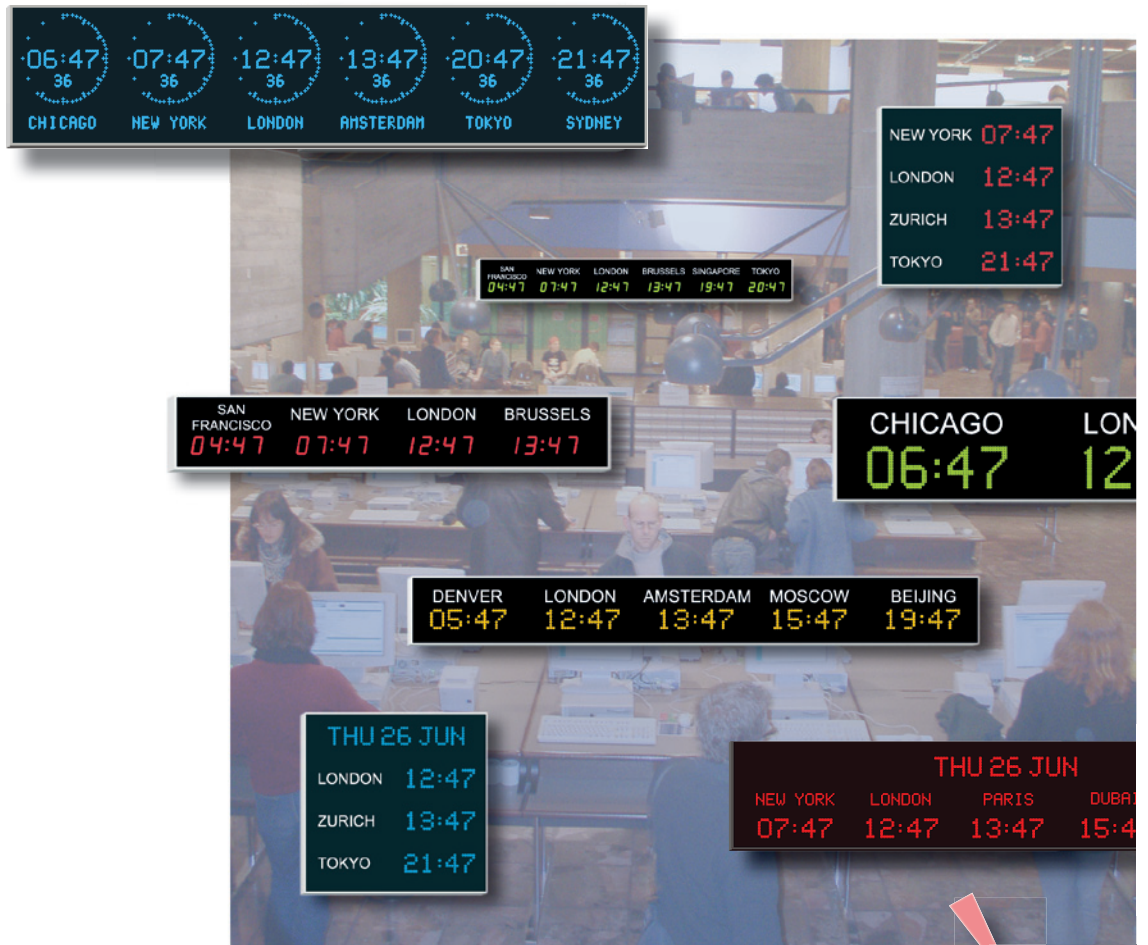 06:47 07:47 12:47 13:47 20:47 21:47
36 36 36 36 36 36
CHICAGO NEW YORK LONDON AMSTERDAM TOKYO SYDNEY
NEW YORK 07:47
LONDON 12:47
ZURICH 13:47
TOKYO 21:47
SAN
FRANCISCO NEW YORK LONDON BRUSSELS SINGAPORE TOKYO
04:47 07:47 12:47 13:47 19:47 20:47
SAN
FRANCISCO NEW YORK LONDON BRUSSELS
04:47 07:47 12:47 13:47
CHICAGO LON
06:47 12
DENVER LONDON AMSTERDAM MOSCOW BEIJING
05:47 12:47 13:47 15:47 19:47
THU 26 JUN
LONDON 12:47
ZURICH 13:47
TOKYO 21:47
THU 26 JUN
NEW YORK LONDON PARIS DUBAI
07:47 12:47 13:47 15:4